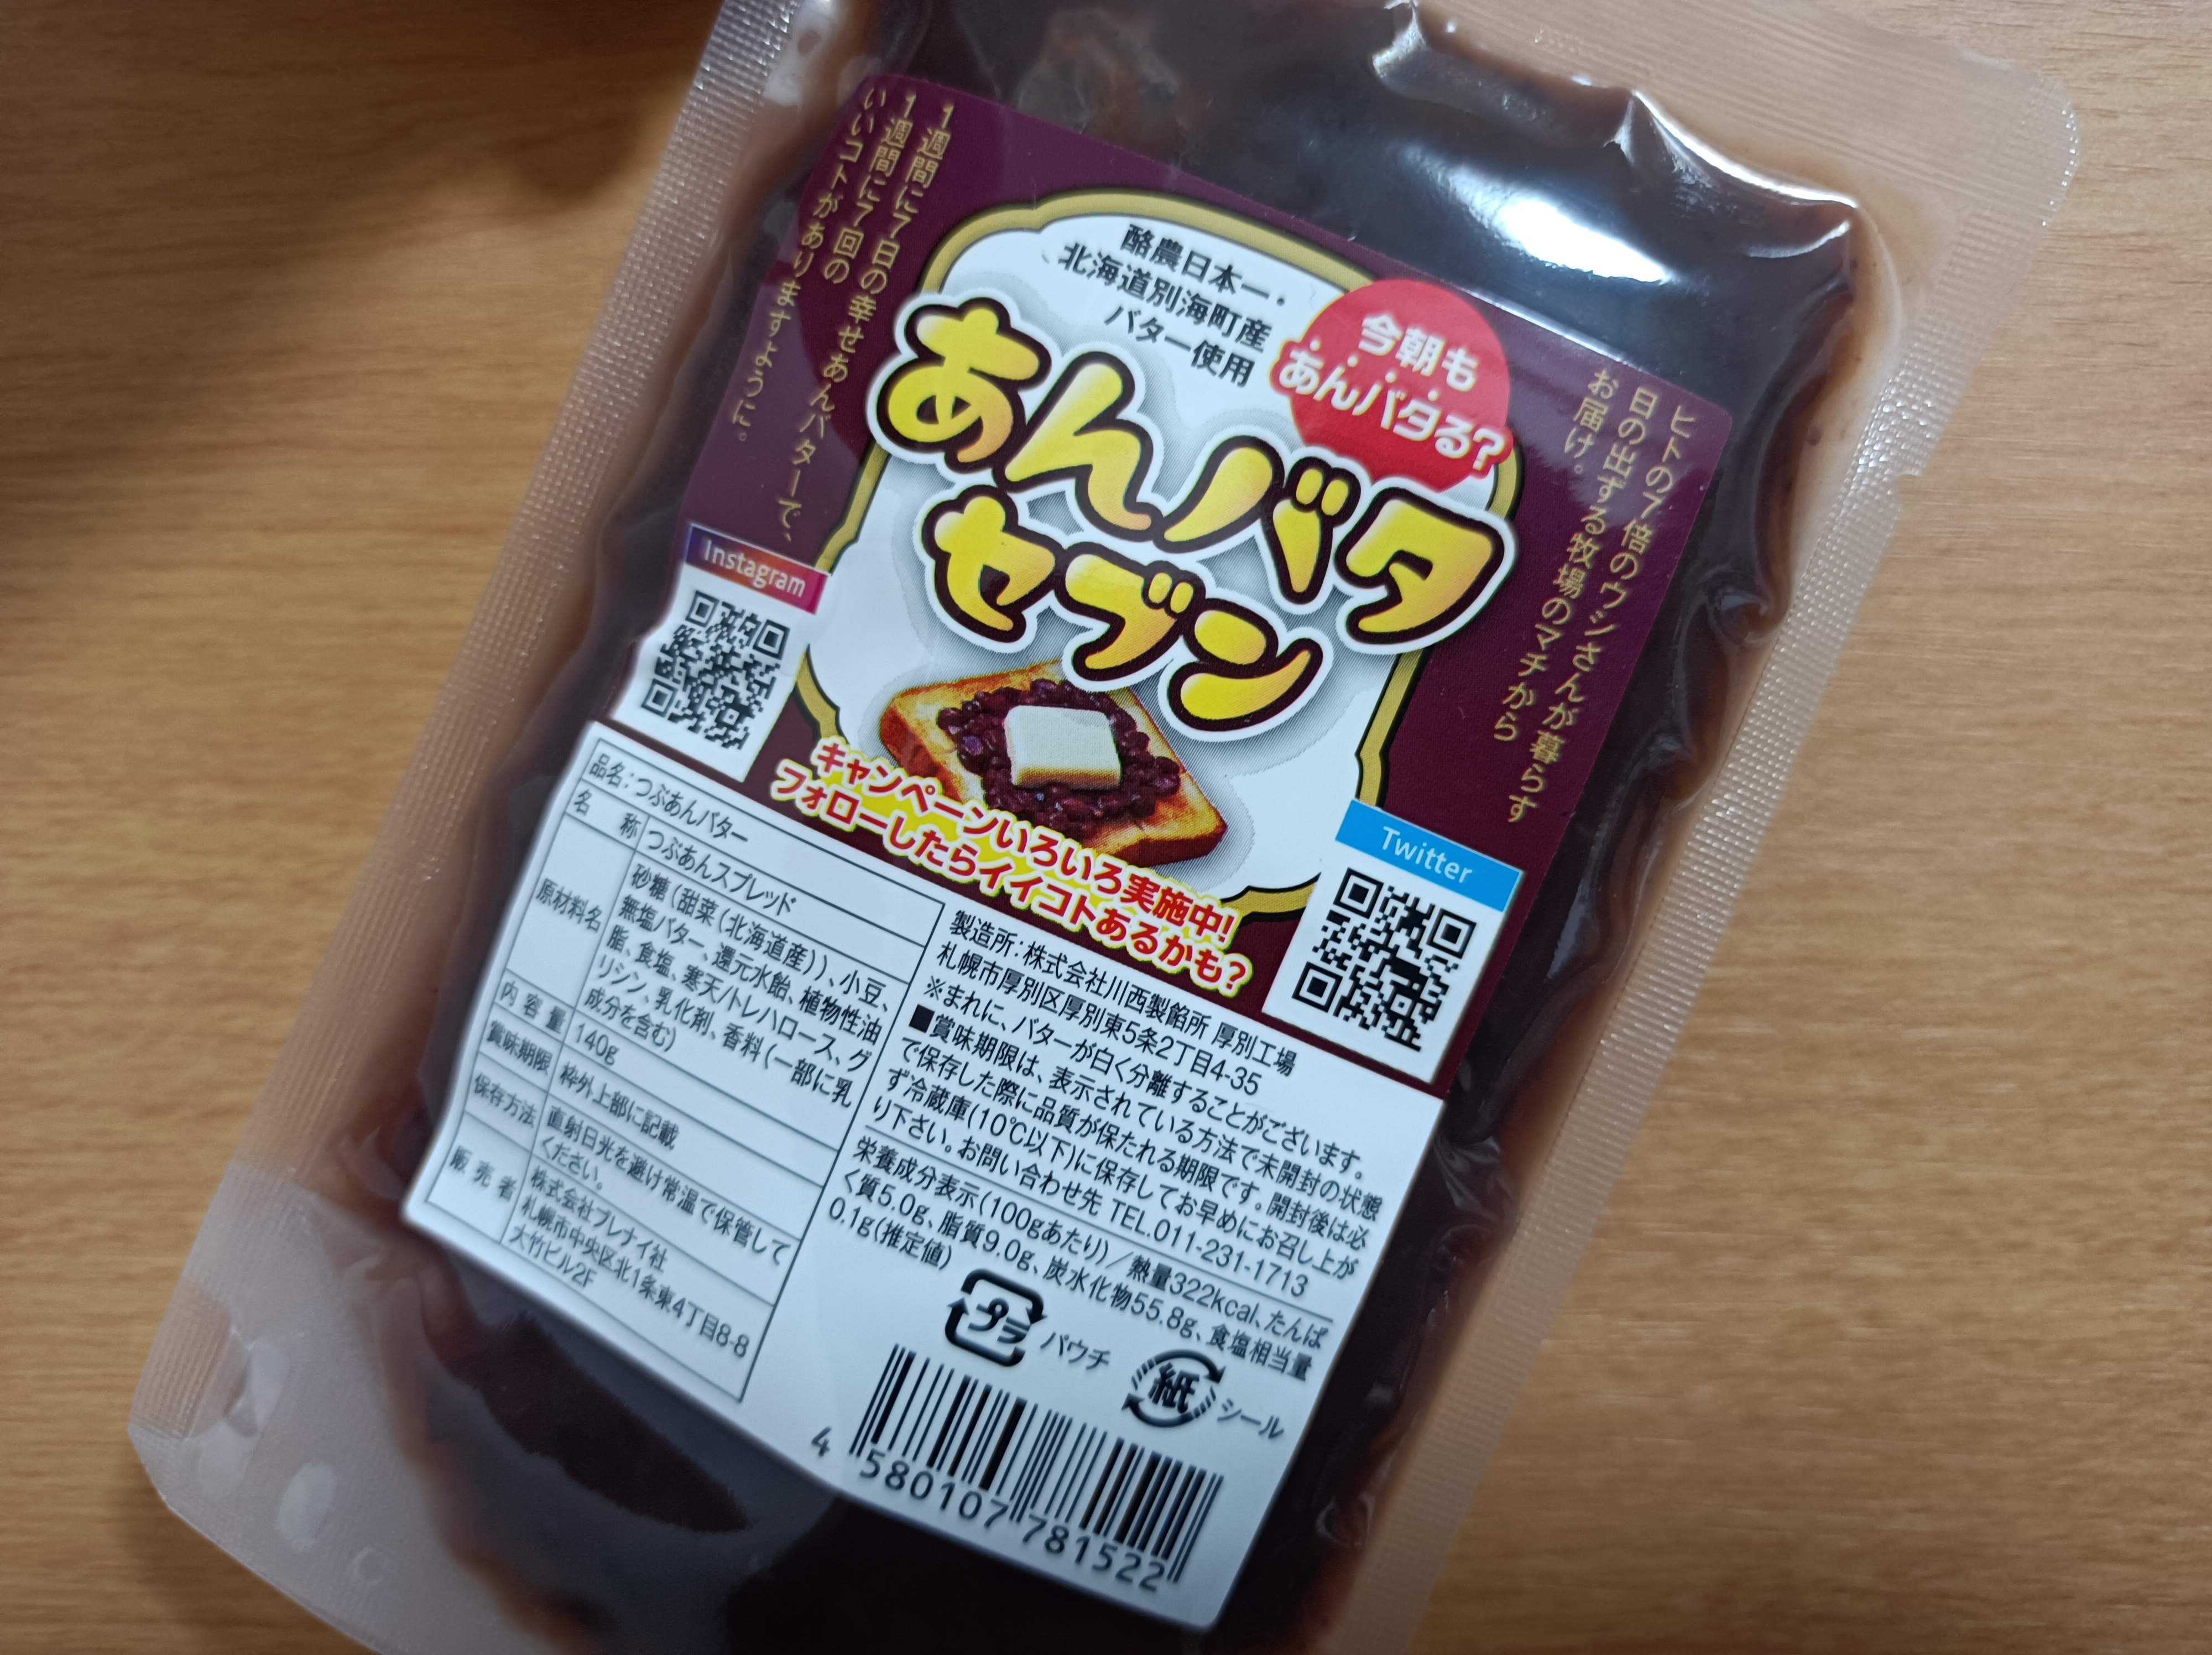 1週間に7日の幸せあんバターで、
1週間に7回の
いいコトがありますように。
酪農日本一・
北海道別海町産
バター使用
今朝も
あんバタる?
あんバタ
セブン
ヒトの7倍のウシさんが暮らす
日の出ずる牧場のマチから
お届け。
Instagram
Twitter
キャンペーンいろいろ実施中!
フォローしたらイイコトあるかも?
品名:つぶあんバター
名 称 つぶあんスプレッド
原材料名 砂糖(甜菜(北海道産))、小豆、
無塩バター、還元水飴、植物性油
脂、食塩、寒天/トレハロース、グ
リシン、乳化剤、香料(一部に乳
成分を含む)
内容量 140g
賞味期限 枠外上部に記載
保存方法 直射日光を避け常温で保管して
ください。
販売者 株式会社プレナイ社
札幌市中央区北1条東4丁目8-8
大竹ビル2F
製造所:株式会社川西製餡所 厚別工場
札幌市厚別区厚別東5条2丁目4-35
※まれに、バターが白く分離することがございます。
■賞味期限は、表示されている方法で未開封の状態
で保存した際に品質が保たれる期限です。開封後は必
ず冷蔵庫(10℃以下)に保存してお早めにお召し上が
り下さい。お問い合わせ先 TEL.011-231-1713
栄養成分表示(100gあたり)/熱量322kcal、たんぱ
く質5.0g、脂質9.0g、炭水化物55.8g、食塩相当量
0.1g(推定値)
プラ パウチ
紙 シール
4 580107 781522